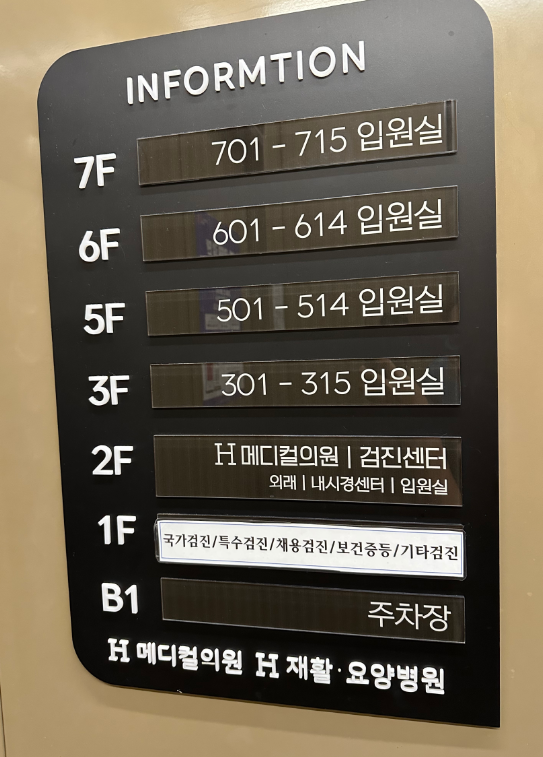 INFORMTION
7F 701 - 715 입원실
6F 601 - 614 입원실
5F 501 - 514 입원실
3F 301 - 315 입원실
2F H 메디컬의원 | 검진센터
외래 | 내시경센터 | 입원실
1F 국가검진/특수검진/채용검진/보건증등/기타검진
B1 주차장
H 메디컬의원 H 재활·요양병원